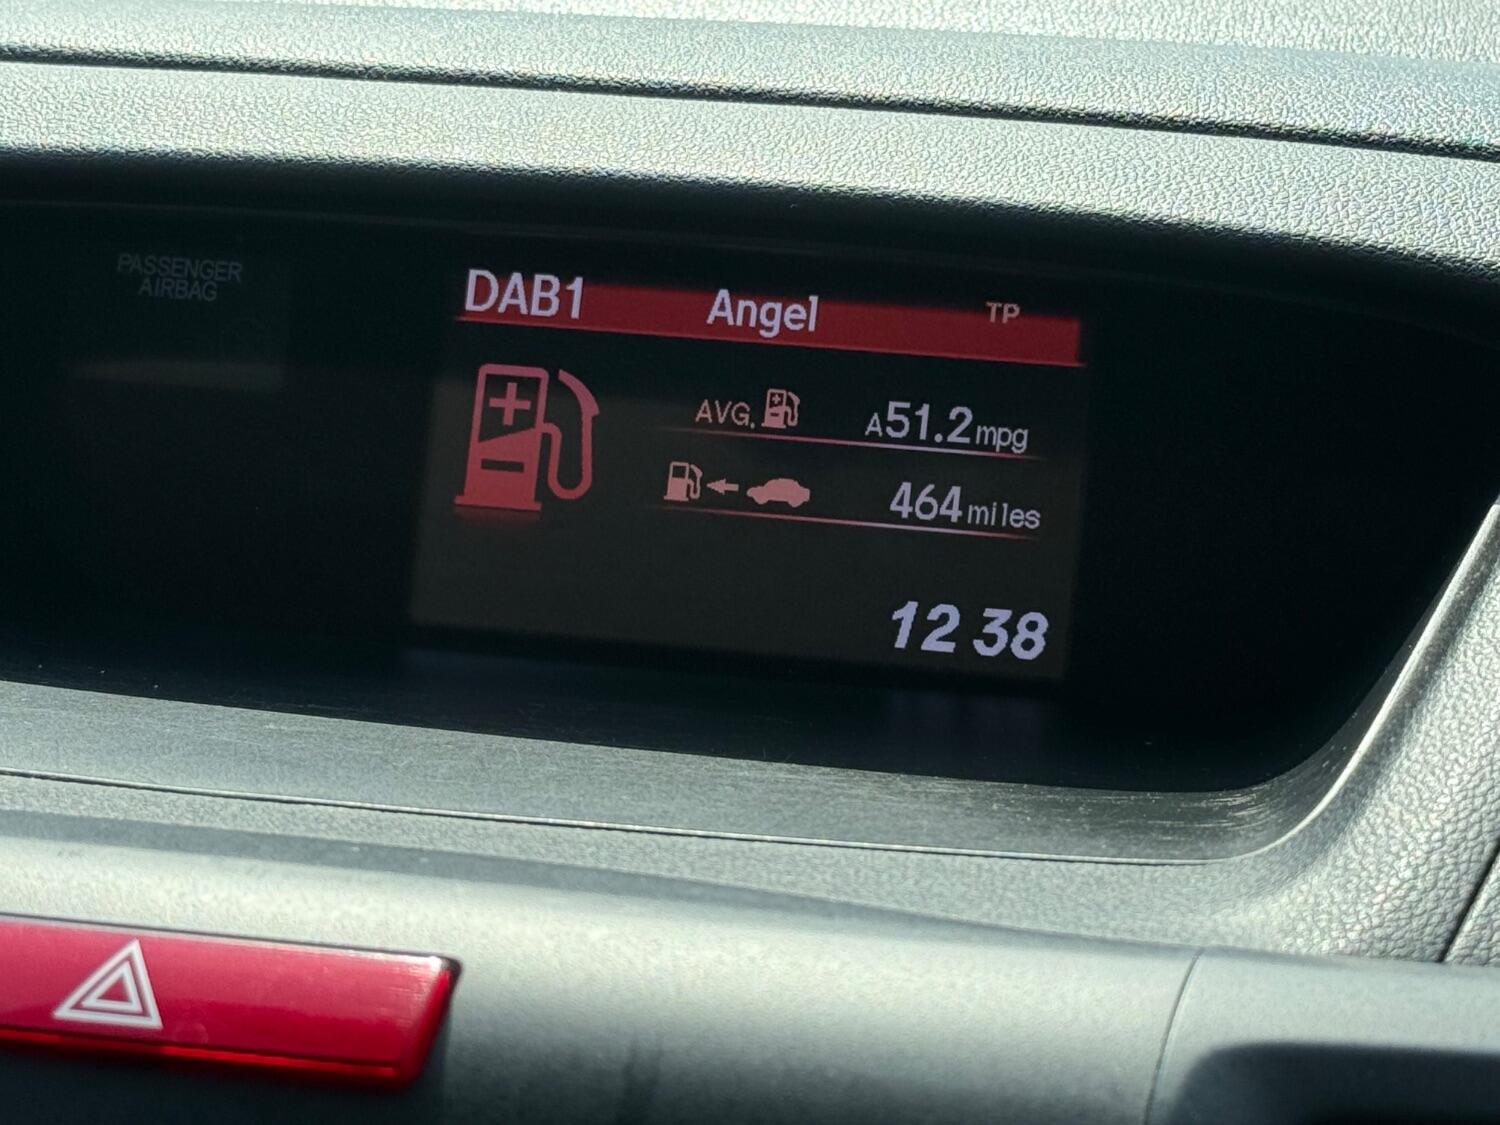 PASSENGER
AIRBAG
DAB1 Angel TP
AVG. A51.2mpg
464miles
12 38